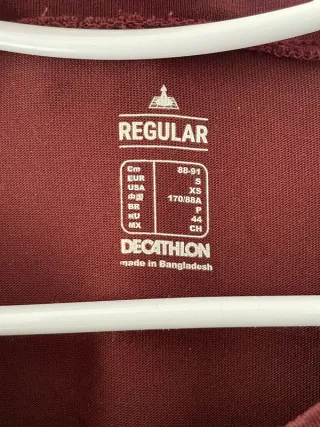 REGULAR
Cm 88-91
EUR S
USA XS
中国 170/88A
BR P
RU 44
MX CH
DECATHLON
made in Bangladesh